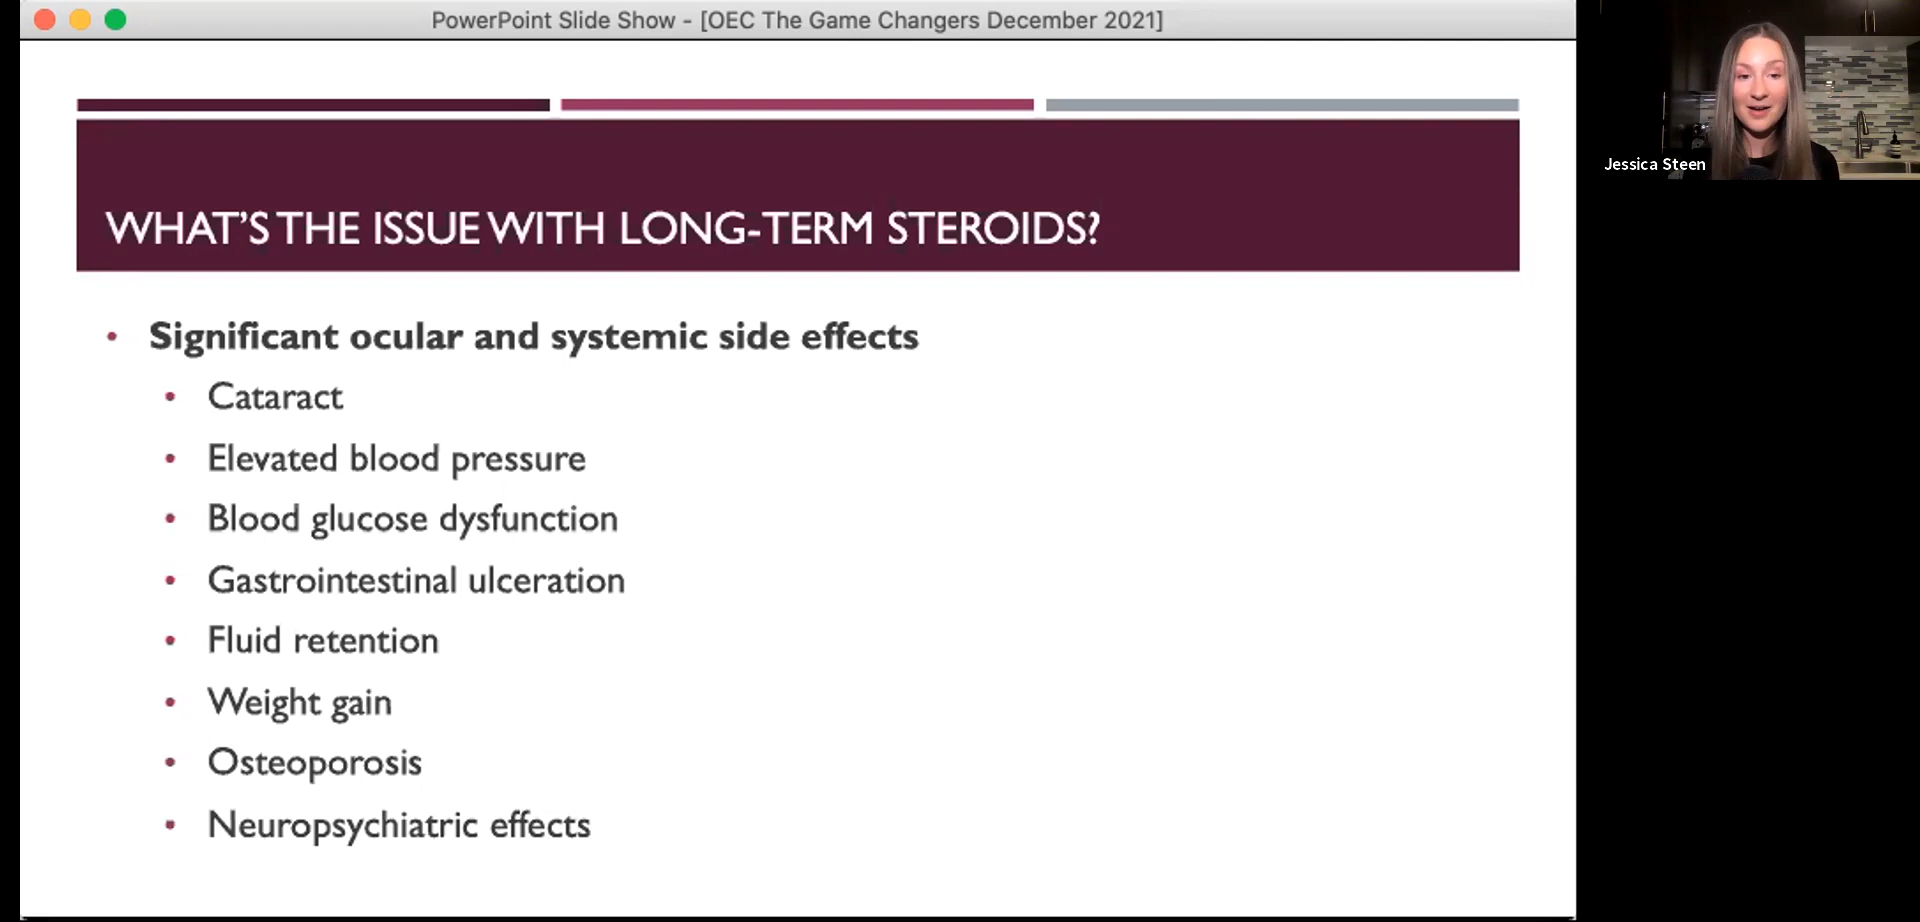 PowerPoint Slide Show - [OEC The Game Changers December 2021]
WHAT'S THE ISSUE WITH LONG-TERM STEROIDS?
• Significant ocular and systemic side effects
• Cataract
• Elevated blood pressure
• Blood glucose dysfunction
• Gastrointestinal ulceration
• Fluid retention
• Weight gain
• Osteoporosis
• Neuropsychiatric effects
Jessica Steen